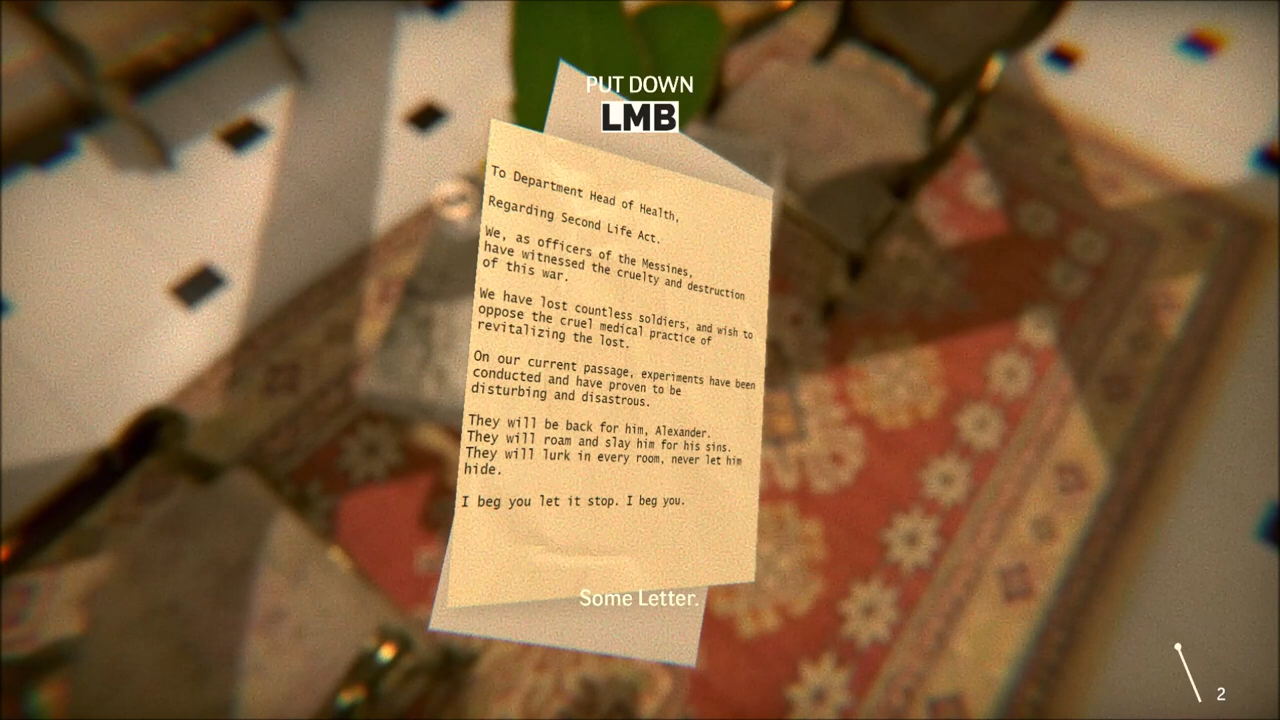 PUT DOWN
LMB
To Department Head of Health,
Regarding Second Life Act.
We, as officers of the Messines,
have witnessed the cruelty and destruction
of this war.
We have lost countless soldiers, and wish to
oppose the cruel medical practice of
revitalizing the lost.
On our current passage, experiments have been
conducted and have proven to be
disturbing and disastrous.
They will be back for him, Alexander.
They will roam and slay him for his sins.
They will lurk in every room, never let him
hide.
I beg you let it stop. I beg you.
Some Letter.
2